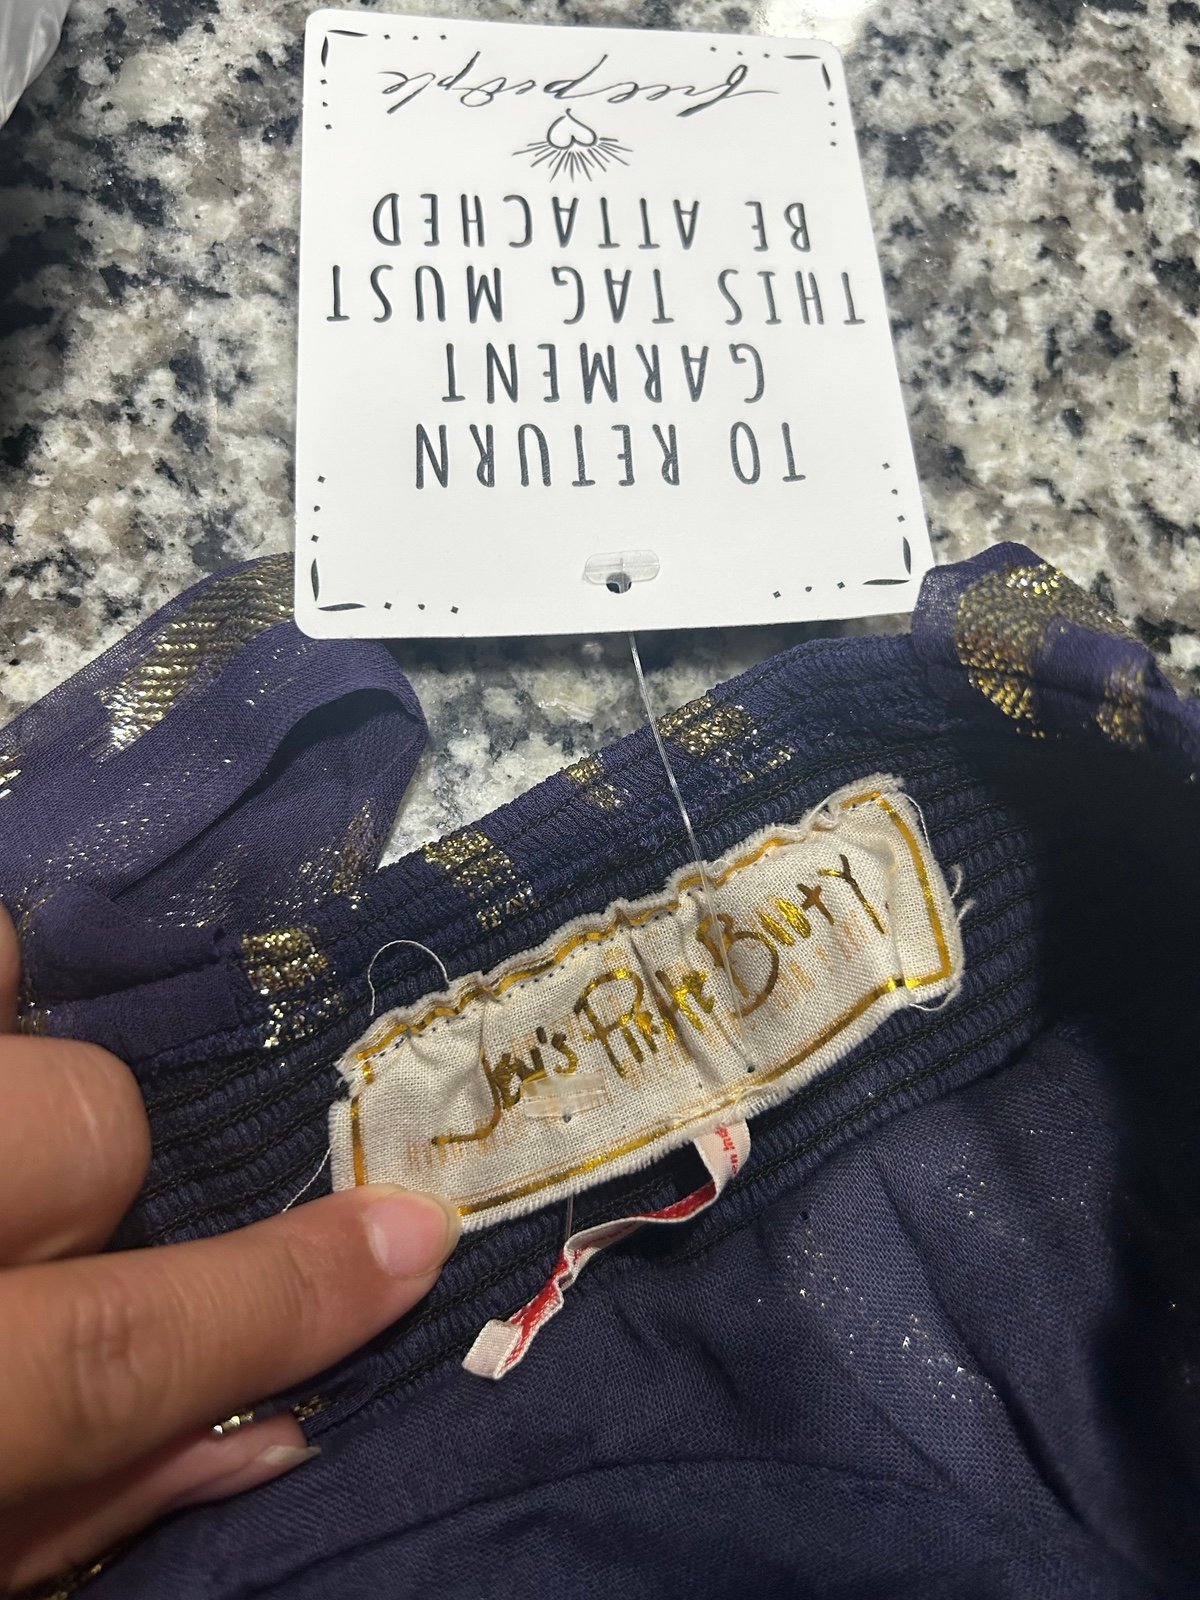 TO RETURN
GARMENT
THIS TAG MUST
BE ATTACHED
free people
Jen's Pirate Booty